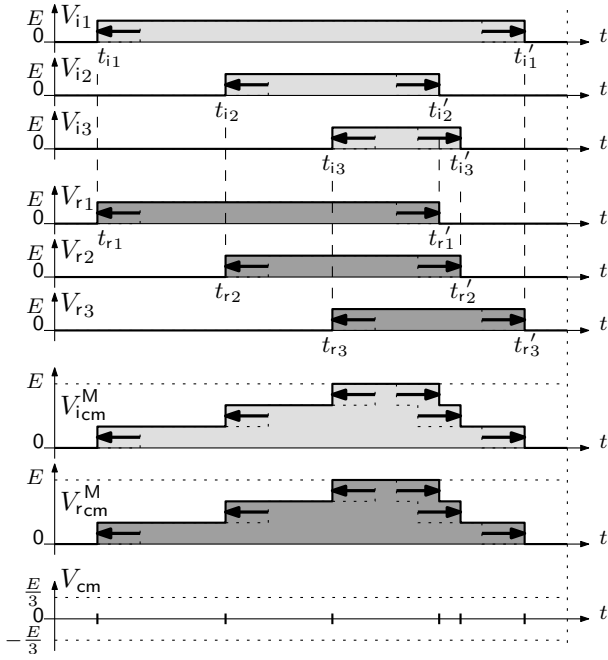 E V_i1 t
0
t_i1 t_i1′
E V_i2 t
0
t_i2 t_i2′
E V_i3 t
0
t_i3 t_i3′
E V_r1 t
0
t_r1 t_r1′
E V_r2 t
0
t_r2 t_r2′
E V_r3 t
0
t_r3 t_r3′
E
V_icm^M
0 t
E
V_rcm^M
0 t
V_cm
E/3
0 t
−E/3